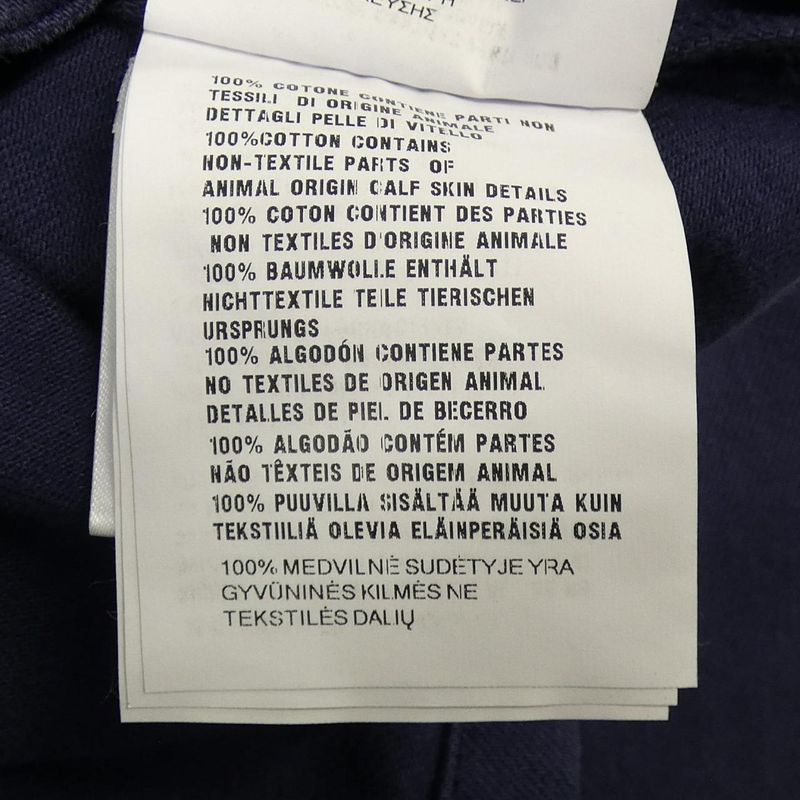 100% COTONE CONTIENE PARTI NON
TESSILI DI ORIGINE ANIMALE
DETTAGLI PELLE DI VITELLO
100%COTTON CONTAINS
NON-TEXTILE PARTS OF
ANIMAL ORIGIN CALF SKIN DETAILS
100% COTON CONTIENT DES PARTIES
NON TEXTILES D'ORIGINE ANIMALE
100% BAUMWOLLE ENTHÄLT
NICHTTEXTILE TEILE TIERISCHEN
URSPRUNGS
100% ALGODÓN CONTIENE PARTES
NO TEXTILES DE ORIGEN ANIMAL
DETALLES DE PIEL DE BECERRO
100% ALGODÃO CONTÉM PARTES
NÃO TÊXTEIS DE ORIGEM ANIMAL
100% PUUVILLA SISÄLTÄÄ MUUTA KUIN
TEKSTIILIÄ OLEVIA ELÄINPERÄISIÄ OSIA
100% MEDVILNĖ SUDĖTYJE YRA
GYVŪNINĖS KILMĖS NE
TEKSTILĖS DALIŲ